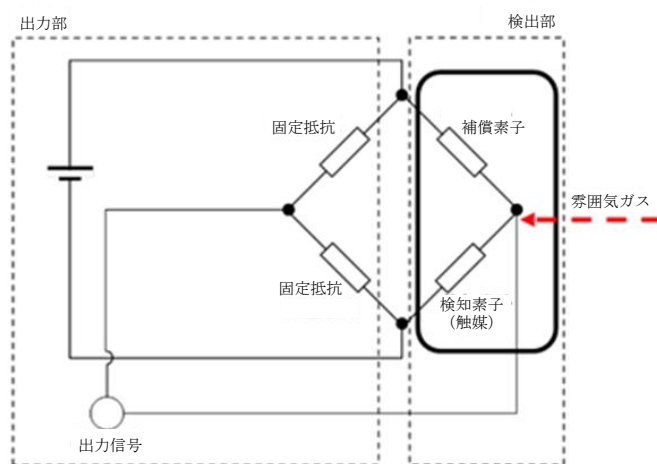 出力部
検出部
固定抵抗
補償素子
雰囲気ガス
固定抵抗
検知素子
（触媒）
出力信号